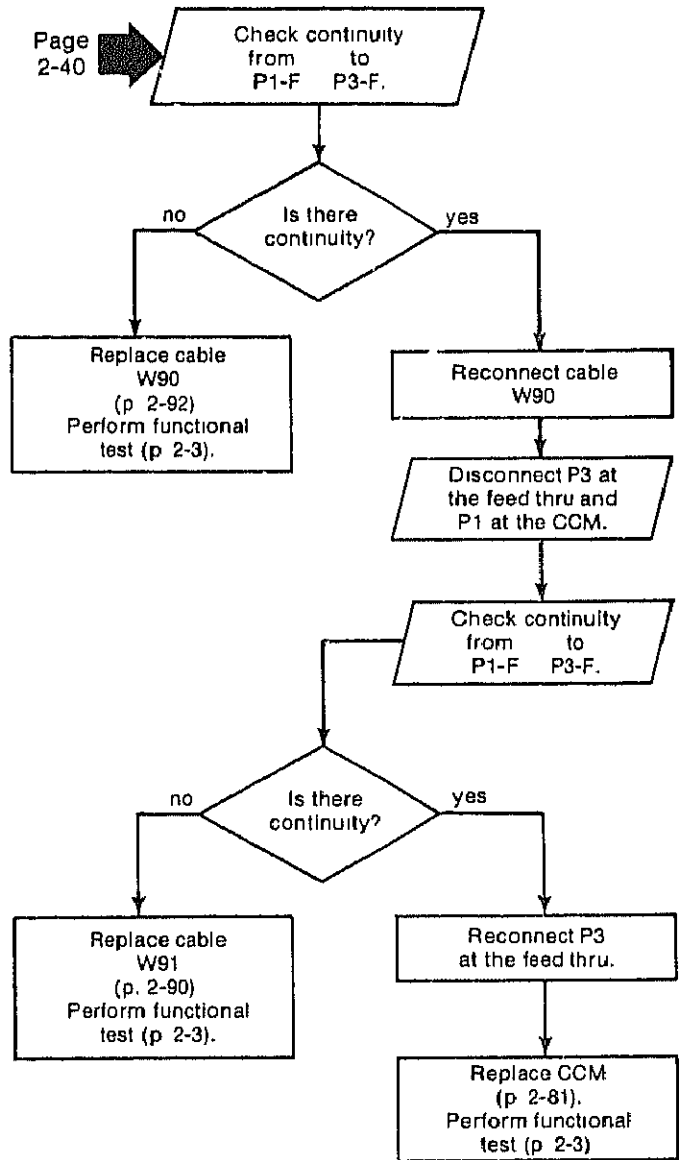 Page
2-40
Check continuity
from to
P1-F P3-F.
Is there
continuity?
no
yes
Replace cable
W90
(p 2-92)
Perform functional
test (p 2-3).
Reconnect cable
W90
Disconnect P3 at
the feed thru and
P1 at the CCM.
Check continuity
from to
P1-F P3-F.
Is there
continuity?
no
yes
Replace cable
W91
(p. 2-90)
Perform functional
test (p 2-3).
Reconnect P3
at the feed thru.
Replace CCM
(p 2-81).
Perform functional
test (p 2-3)